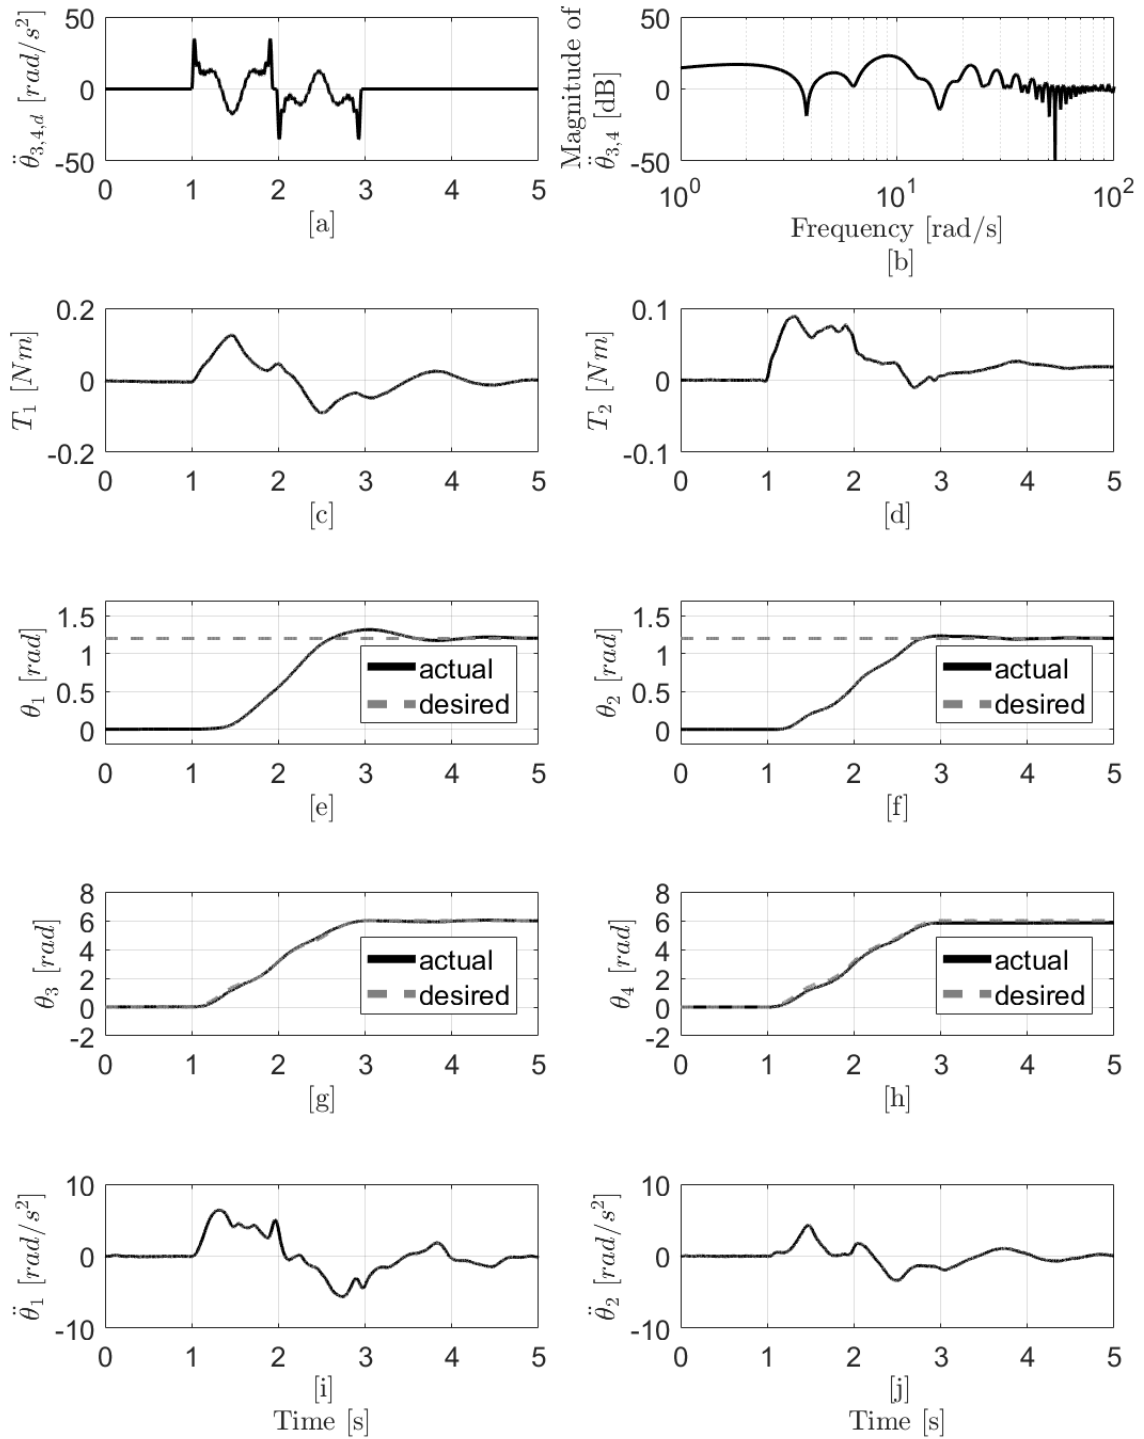 50
0
-50
θ̈3,4,d [rad/s²]
0 1 2 3 4 5
[a]
50
0
-50
Magnitude of
θ̈3,4 [dB]
10⁰ 10¹ 10²
Frequency [rad/s]
[b]
0.2
0
-0.2
T1 [Nm]
0 1 2 3 4 5
[c]
0.1
0
-0.1
T2 [Nm]
0 1 2 3 4 5
[d]
1.5
1
0.5
0
θ1 [rad]
actual
desired
0 1 2 3 4 5
[e]
1.5
1
0.5
0
θ2 [rad]
actual
desired
0 1 2 3 4 5
[f]
8
6
4
2
0
-2
θ3 [rad]
actual
desired
0 1 2 3 4 5
[g]
8
6
4
2
0
-2
θ4 [rad]
actual
desired
0 1 2 3 4 5
[h]
10
0
-10
θ̈1 [rad/s²]
0 1 2 3 4 5
[i]
Time [s]
10
0
-10
θ̈2 [rad/s²]
0 1 2 3 4 5
[j]
Time [s]